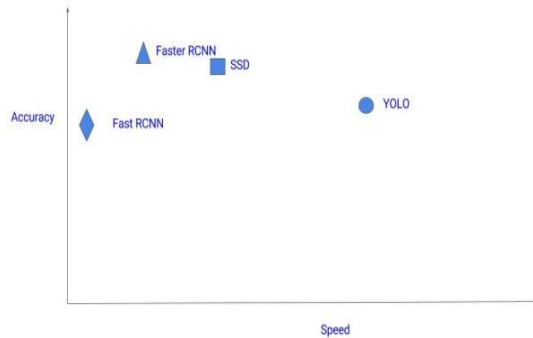 Faster RCNN
SSD
YOLO
Accuracy
Fast RCNN
Speed